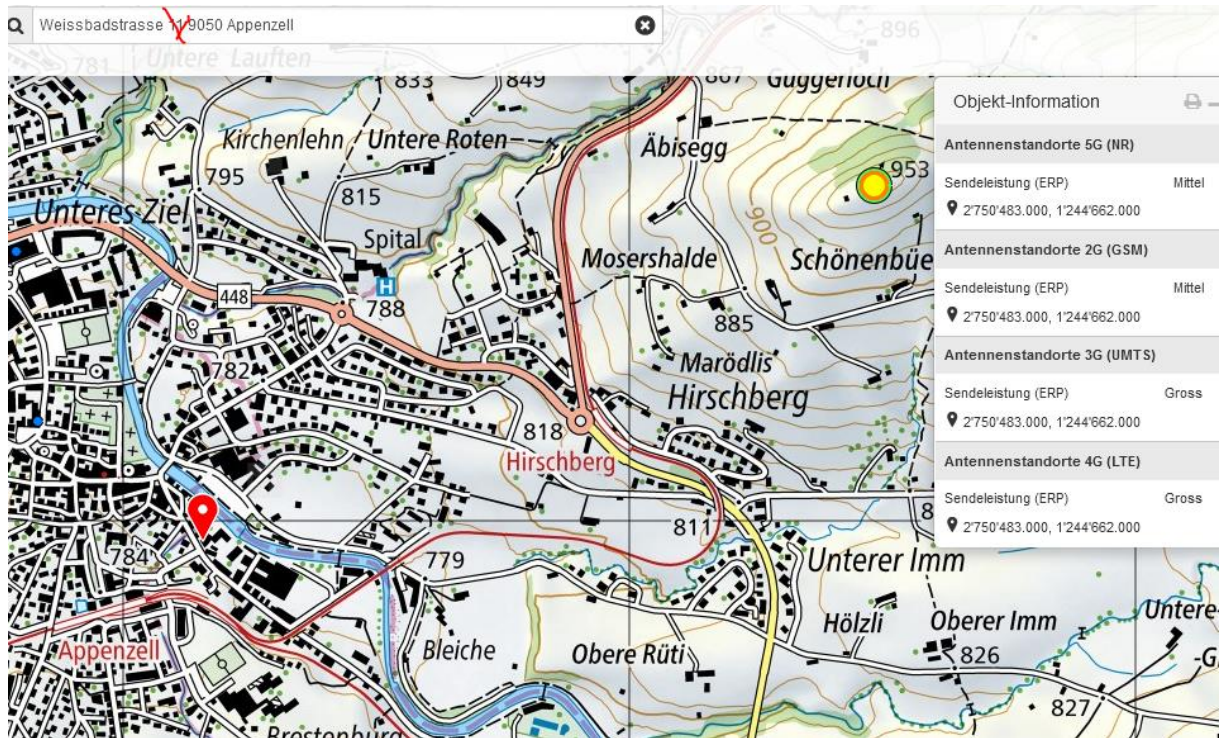 Weissbadstrasse 11 9050 Appenzell
781
Untere Lauften
896
833
849
867
Guggerloch
Objekt-Information
Kirchenlehn
Untere Roten
Äbisegg
953
Antennenstandorte 5G (NR)
795
815
Sendeleistung (ERP) Mittel
2'750'483.000, 1'244'662.000
Unteres Ziel
Spital
900
Mosershalde
Schönenbüe
Antennenstandorte 2G (GSM)
H
448
788
885
Sendeleistung (ERP) Mittel
2'750'483.000, 1'244'662.000
782
Marödlis
Hirschberg
Antennenstandorte 3G (UMTS)
Sendeleistung (ERP) Gross
2'750'483.000, 1'244'662.000
818
Hirschberg
Antennenstandorte 4G (LTE)
Sendeleistung (ERP) Gross
2'750'483.000, 1'244'662.000
811
8
784
779
Unterer Imm
Appenzell
Bleiche
Obere Rüti
Hölzli
Oberer Imm
Untere
-G
826
827
Brestenburg